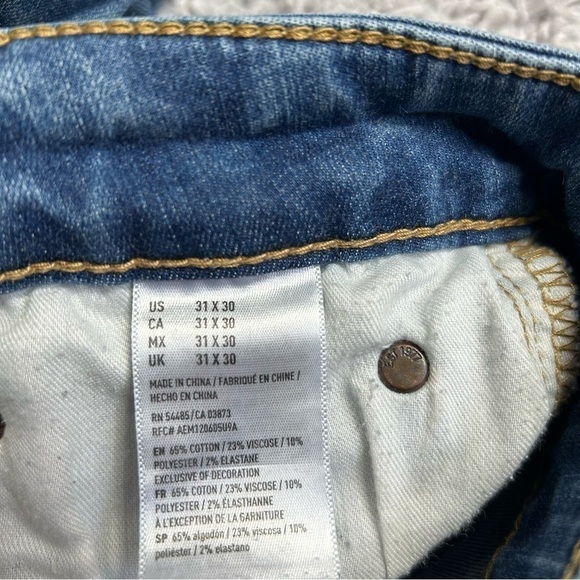 US 31 X 30
CA 31 X 30
MX 31 X 30
UK 31 X 30
MADE IN CHINA / FABRIQUÉ EN CHINE /
HECHO EN CHINA
RN 54485/CA 03873
RFC# AEM120605U9A
EN 65% COTTON / 23% VISCOSE / 10%
POLYESTER / 2% ELASTANE
EXCLUSIVE OF DECORATION
FR 65% COTON / 23% VISCOSE / 10%
POLYESTER / 2% ÉLASTHANNE
À L'EXCEPTION DE LA GARNITURE
SP 65% algodón / 23% viscosa / 10%
poliéster / 2% elastano
EST 1977